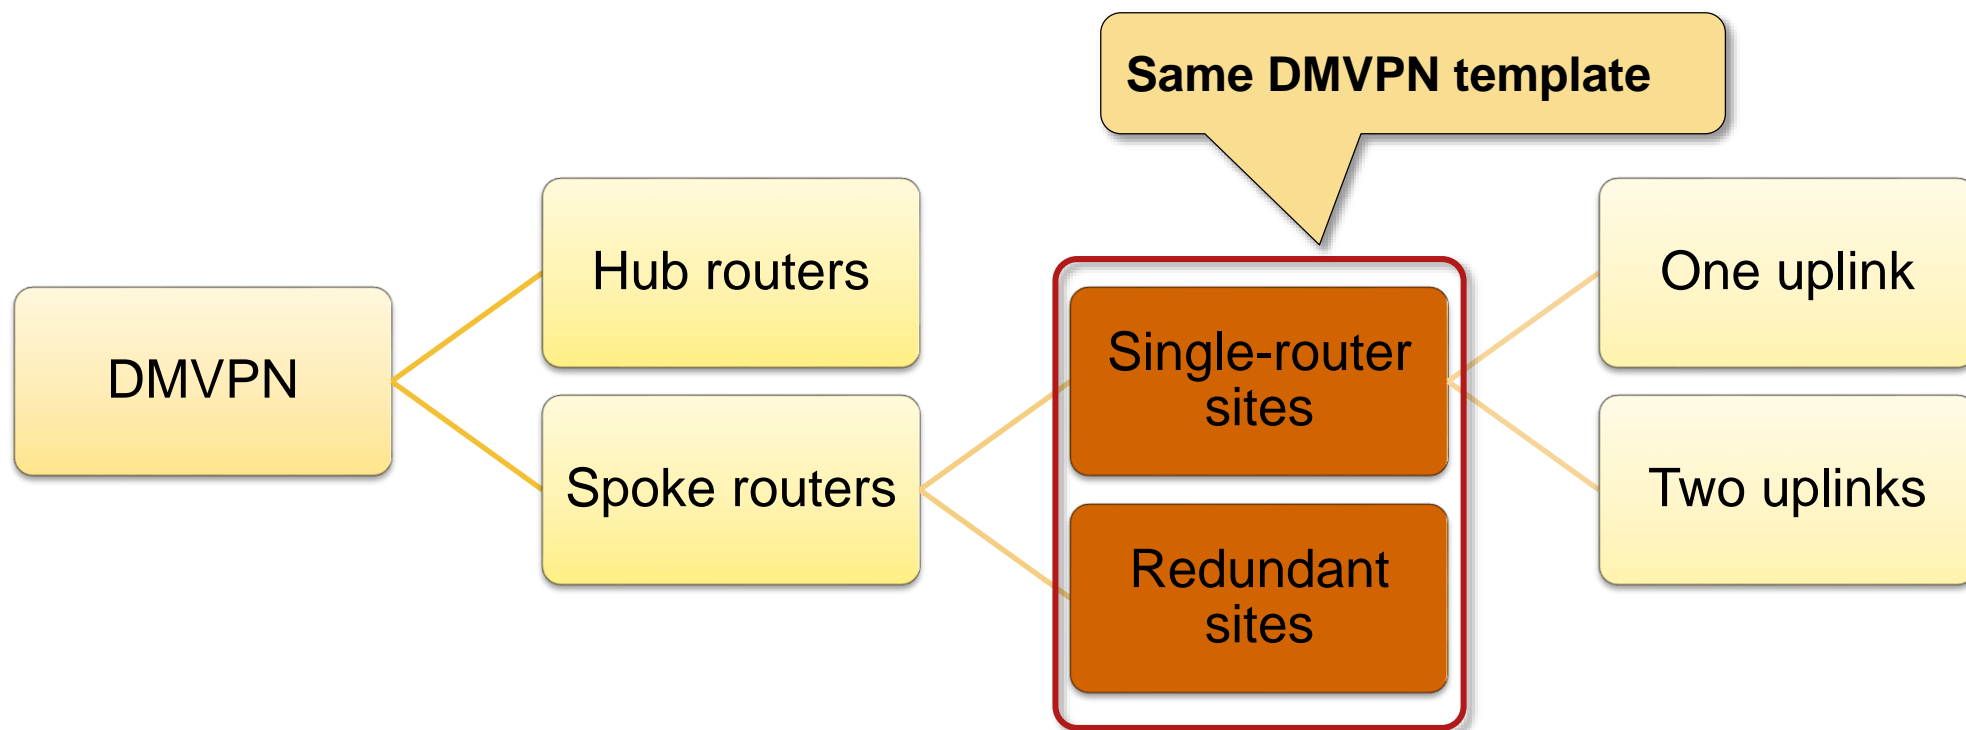 Same DMVPN template
DMVPN
Hub routers
Spoke routers
Single-router
sites
Redundant
sites
One uplink
Two uplinks